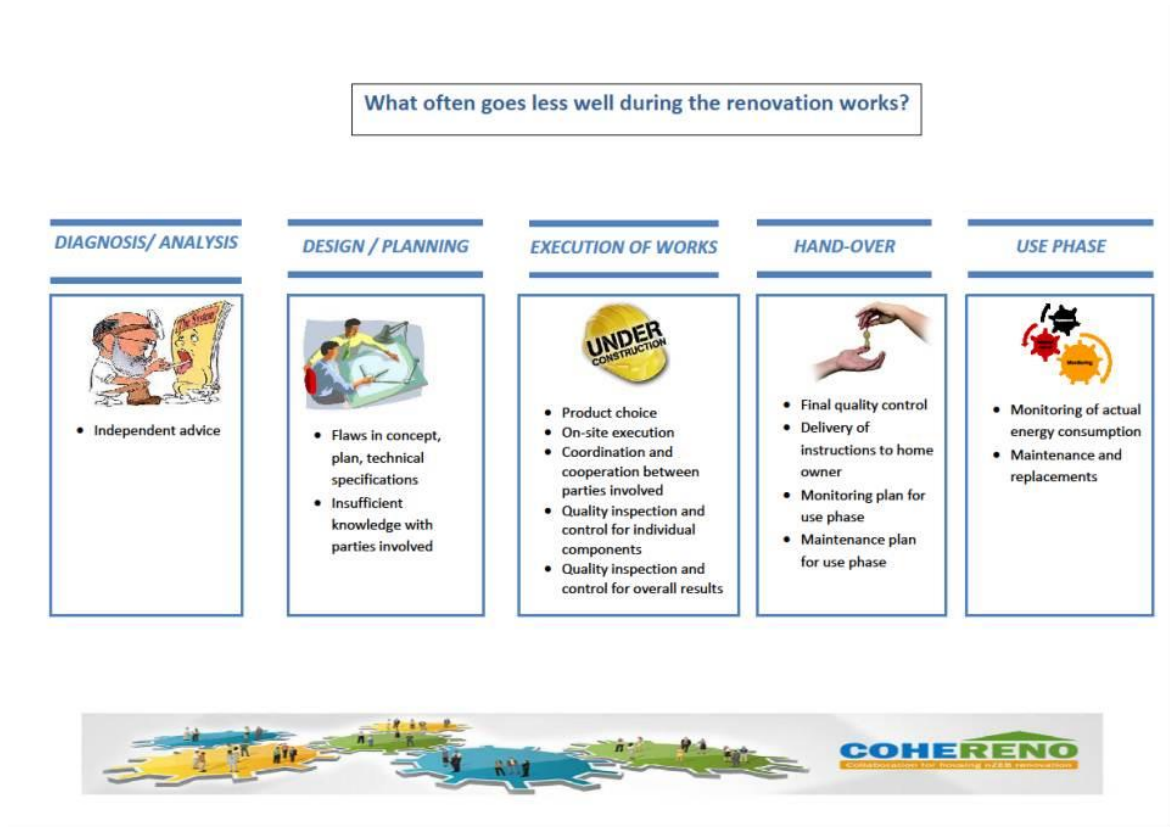 What often goes less well during the renovation works?
DIAGNOSIS/ ANALYSIS
• Independent advice
DESIGN / PLANNING
• Flaws in concept,
plan, technical
specifications
• Insufficient
knowledge with
parties involved
EXECUTION OF WORKS
UNDER
CONSTRUCTION
• Product choice
• On-site execution
• Coordination and
cooperation between
parties involved
• Quality inspection and
control for individual
components
• Quality inspection and
control for overall results
HAND-OVER
• Final quality control
• Delivery of
instructions to home
owner
• Monitoring plan for
use phase
• Maintenance plan
for use phase
USE PHASE
Monitoring
• Monitoring of actual
energy consumption
• Maintenance and
replacements
COHERENO
Collaboration for housing nZEB renovation